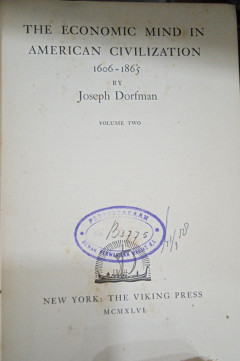 THE ECONOMIC MIND IN
AMERICAN CIVILIZATION
1606-1865
BY
Joseph Dorfman
VOLUME TWO
B3775
NEW YORK: THE VIKING PRESS
MCMXLVI